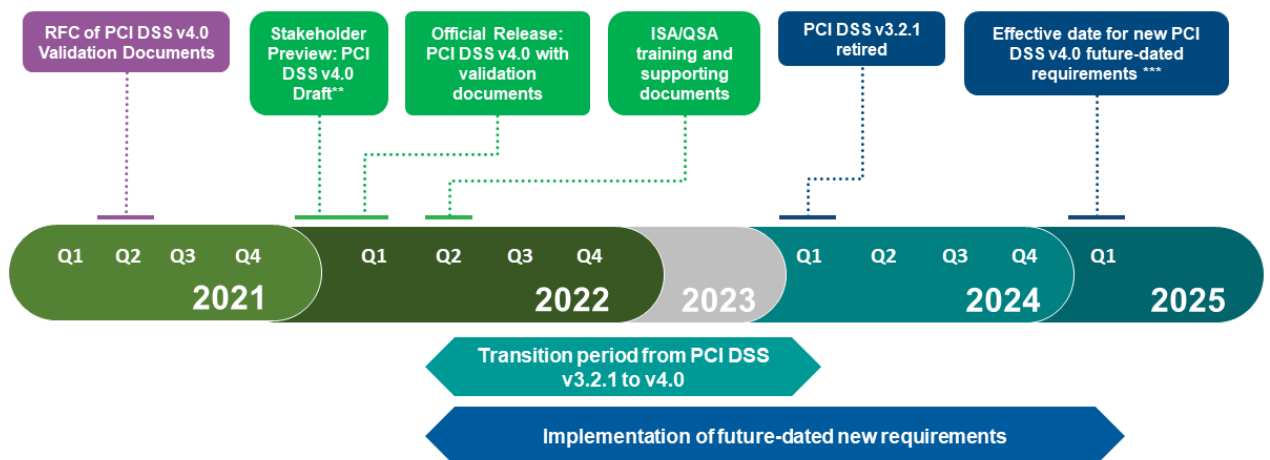 RFC of PCI DSS v4.0
Validation Documents
Stakeholder
Preview: PCI
DSS v4.0
Draft**
Official Release:
PCI DSS v4.0 with
validation
documents
ISA/QSA
training and
supporting
documents
PCI DSS v3.2.1
retired
Effective date for new PCI
DSS v4.0 future-dated
requirements ***
Q1 Q2 Q3 Q4
2021
Q1 Q2 Q3 Q4
2022
2023
Q1 Q2 Q3 Q4
2024
Q1
2025
Transition period from PCI DSS
v3.2.1 to v4.0
Implementation of future-dated new requirements